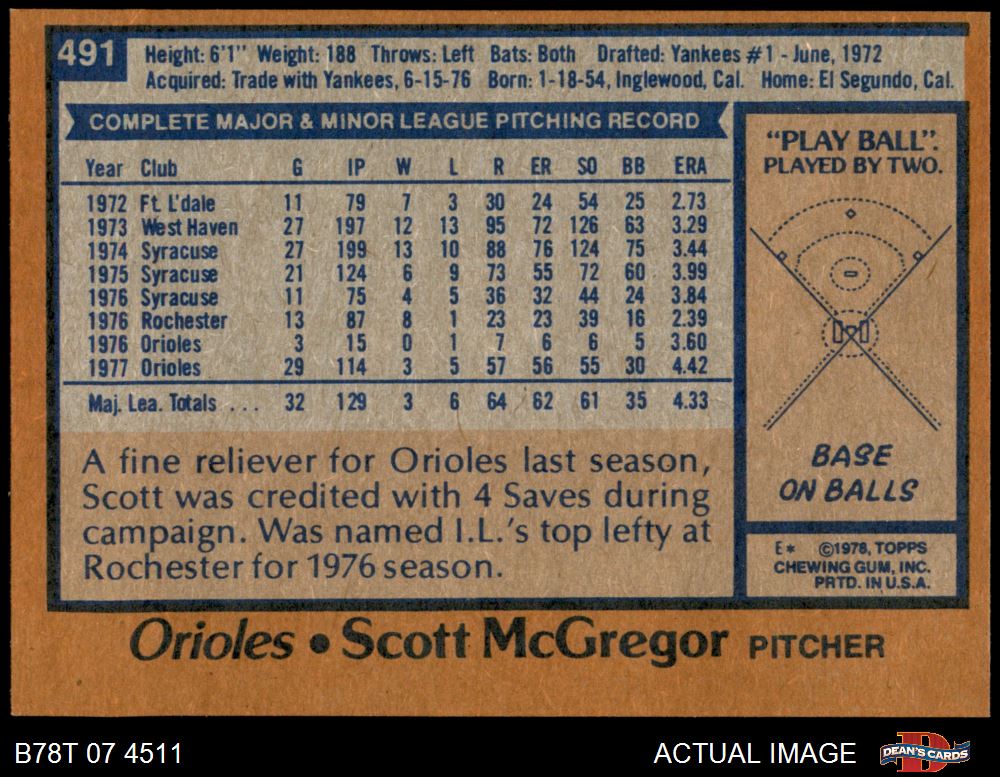 491
Height: 6'1" Weight: 188 Throws: Left Bats: Both Drafted: Yankees #1 - June, 1972
Acquired: Trade with Yankees, 6-15-76 Born: 1-18-54, Inglewood, Cal. Home: El Segundo, Cal.
COMPLETE MAJOR & MINOR LEAGUE PITCHING RECORD
Year Club G IP W L R ER SO BB ERA
1972 Ft. L'dale 11 79 7 3 30 24 54 25 2.73
1973 West Haven 27 197 12 13 95 72 126 63 3.29
1974 Syracuse 27 199 13 10 88 76 124 75 3.44
1975 Syracuse 21 124 6 9 73 55 72 60 3.99
1976 Syracuse 11 75 4 5 36 32 44 24 3.84
1976 Rochester 13 87 8 1 23 23 39 16 2.39
1976 Orioles 3 15 0 1 7 6 6 5 3.60
1977 Orioles 29 114 3 5 57 56 55 30 4.42
Maj. Lea. Totals . . . 32 129 3 6 64 62 61 35 4.33
A fine reliever for Orioles last season,
Scott was credited with 4 Saves during
campaign. Was named I.L.'s top lefty at
Rochester for 1976 season.
"PLAY BALL":
PLAYED BY TWO.
BASE
ON BALLS
E* ©1978, TOPPS
CHEWING GUM, INC.
PRTD. IN U.S.A.
Orioles • Scott McGregor PITCHER
B78T 07 4511
ACTUAL IMAGE
DEAN'S CARDS